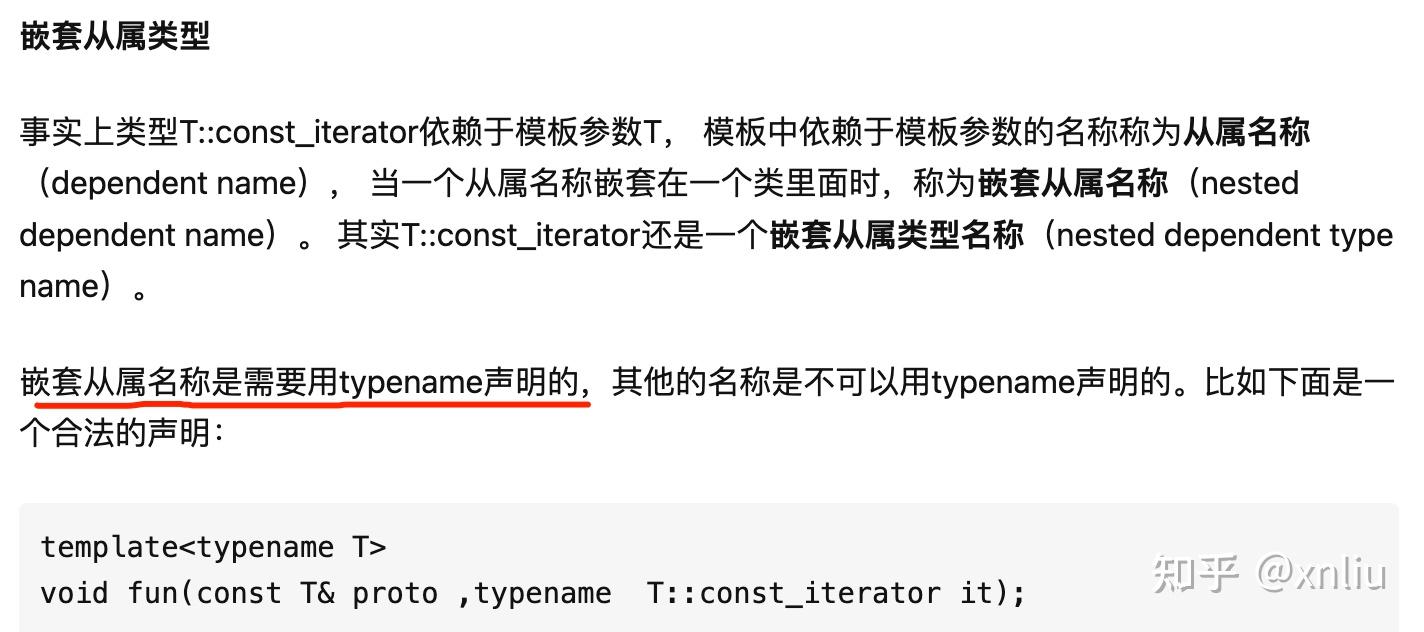 嵌套从属类型
事实上类型T::const_iterator依赖于模板参数T， 模板中依赖于模板参数的名称称为从属名称
（dependent name）， 当一个从属名称嵌套在一个类里面时，称为嵌套从属名称（nested
dependent name）。 其实T::const_iterator还是一个嵌套从属类型名称（nested dependent type
name）。
嵌套从属名称是需要用typename声明的，其他的名称是不可以用typename声明的。比如下面是一
个合法的声明：
template<typename T>
void fun(const T& proto ,typename  T::const_iterator it);
知乎 @xnliu